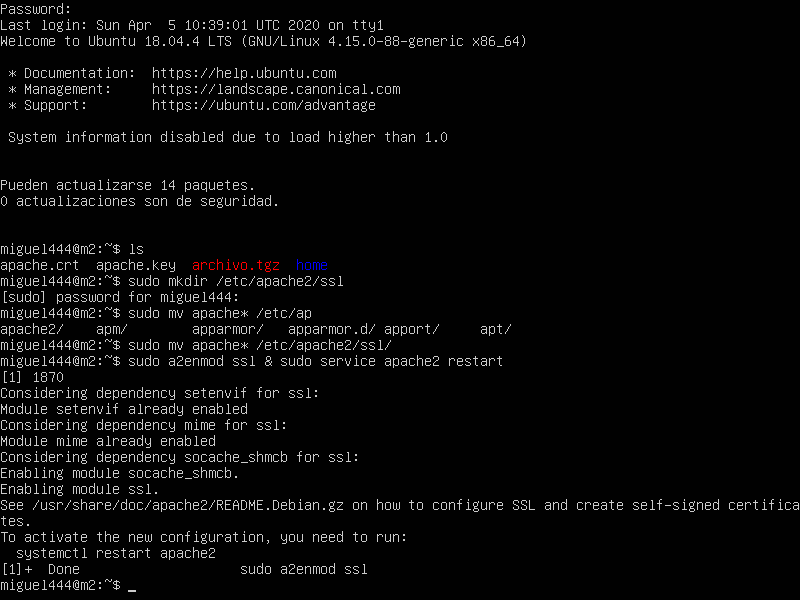 Password:
Last login: Sun Apr  5 10:39:01 UTC 2020 on tty1
Welcome to Ubuntu 18.04.4 LTS (GNU/Linux 4.15.0-88-generic x86_64)
 * Documentation:  https://help.ubuntu.com
 * Management:     https://landscape.canonical.com
 * Support:        https://ubuntu.com/advantage
 System information disabled due to load higher than 1.0
Pueden actualizarse 14 paquetes.
0 actualizaciones son de seguridad.
miguel444@m2:~$ ls
apache.crt  apache.key  archivo.tgz  home
miguel444@m2:~$ sudo mkdir /etc/apache2/ssl
[sudo] password for miguel444:
miguel444@m2:~$ sudo mv apache* /etc/ap
apache2/    apm/        apparmor/   apparmor.d/ apport/     apt/
miguel444@m2:~$ sudo mv apache* /etc/apache2/ssl/
miguel444@m2:~$ sudo a2enmod ssl & sudo service apache2 restart
[1] 1870
Considering dependency setenvif for ssl:
Module setenvif already enabled
Considering dependency mime for ssl:
Module mime already enabled
Considering dependency socache_shmcb for ssl:
Enabling module socache_shmcb.
Enabling module ssl.
See /usr/share/doc/apache2/README.Debian.gz on how to configure SSL and create self-signed certifica
tes.
To activate the new configuration, you need to run:
  systemctl restart apache2
[1]+  Done                    sudo a2enmod ssl
miguel444@m2:~$ _